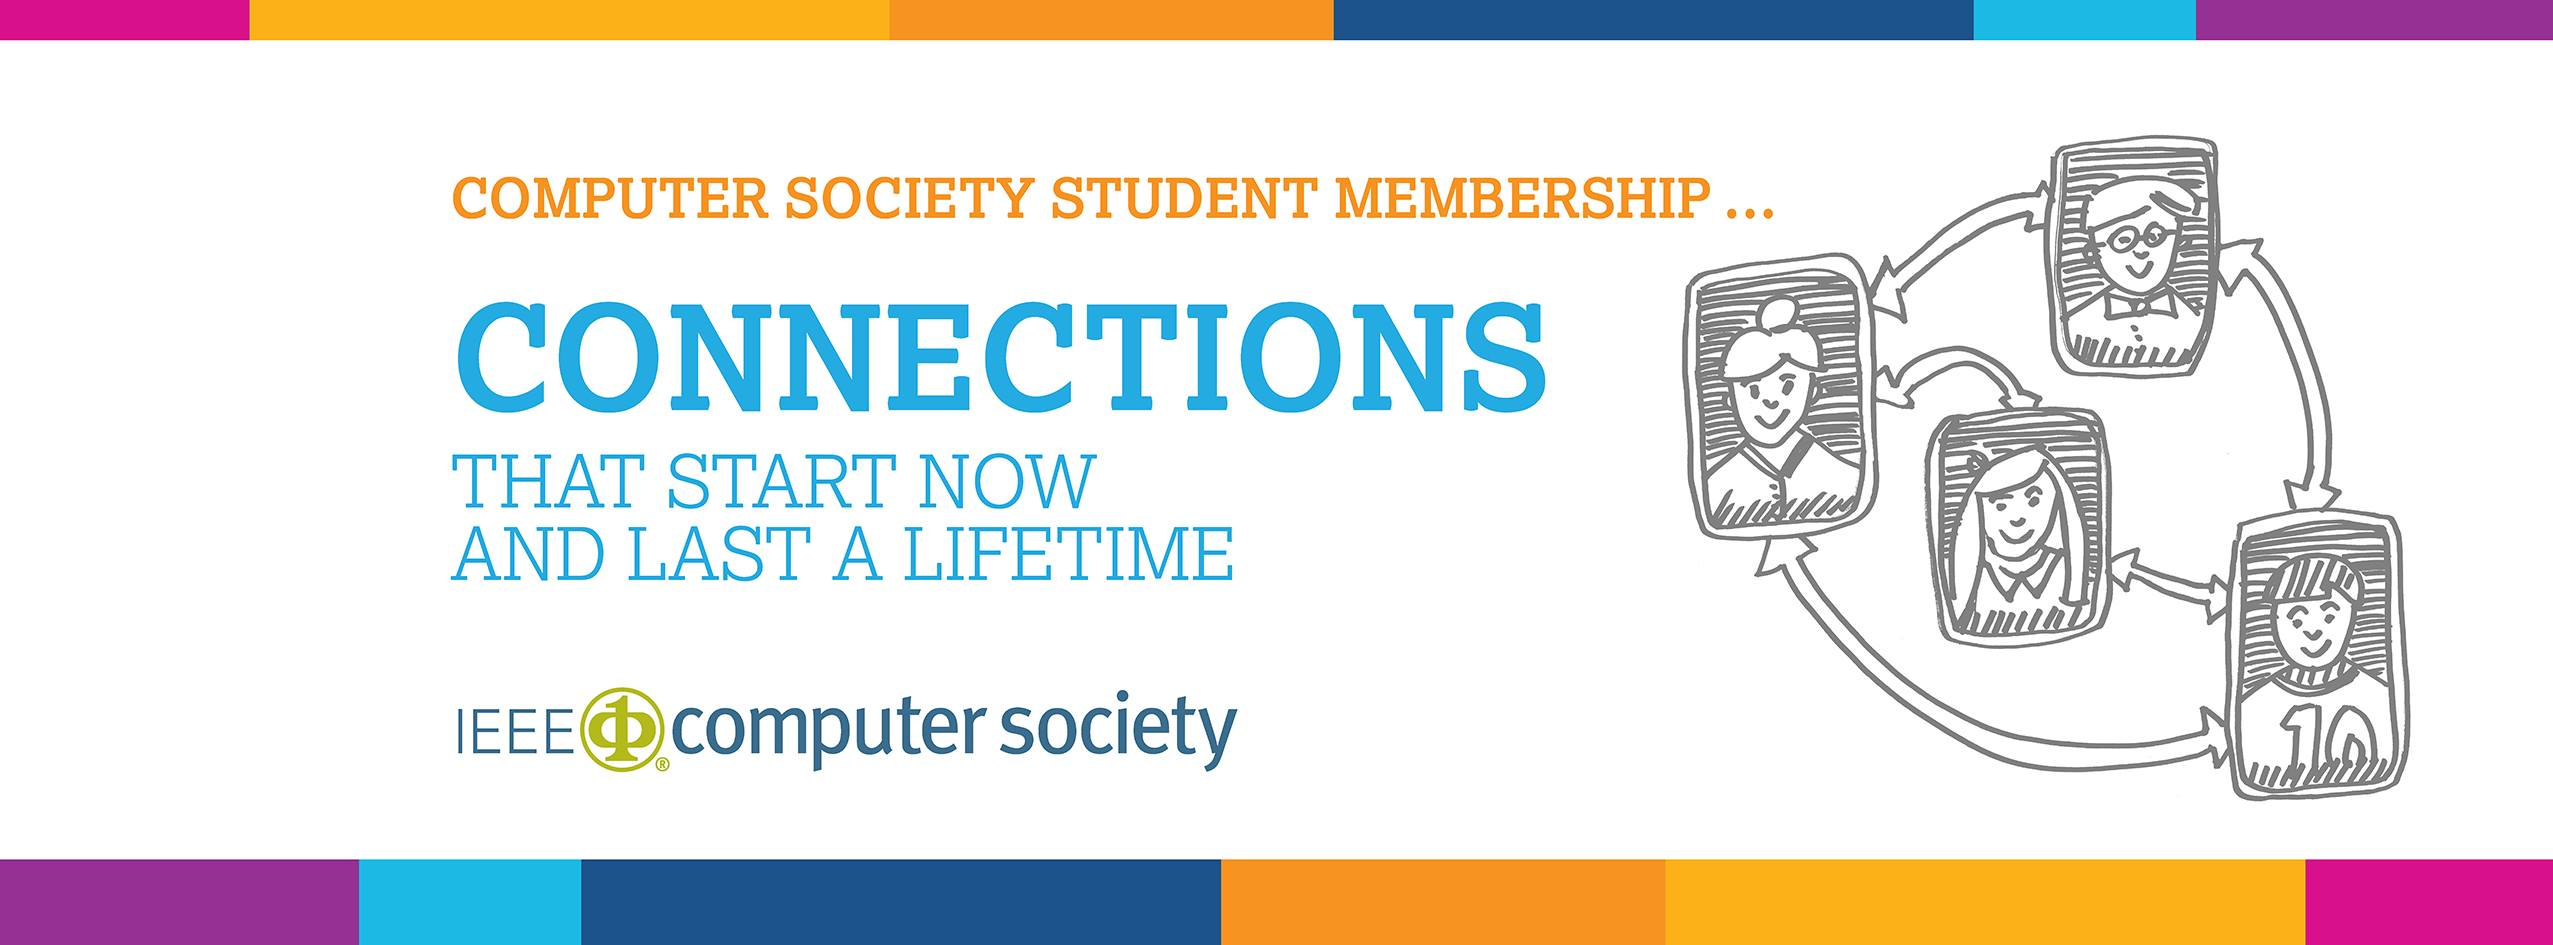 COMPUTER SOCIETY STUDENT MEMBERSHIP ...
CONNECTIONS
THAT START NOW
AND LAST A LIFETIME
IEEE computer society
®
10